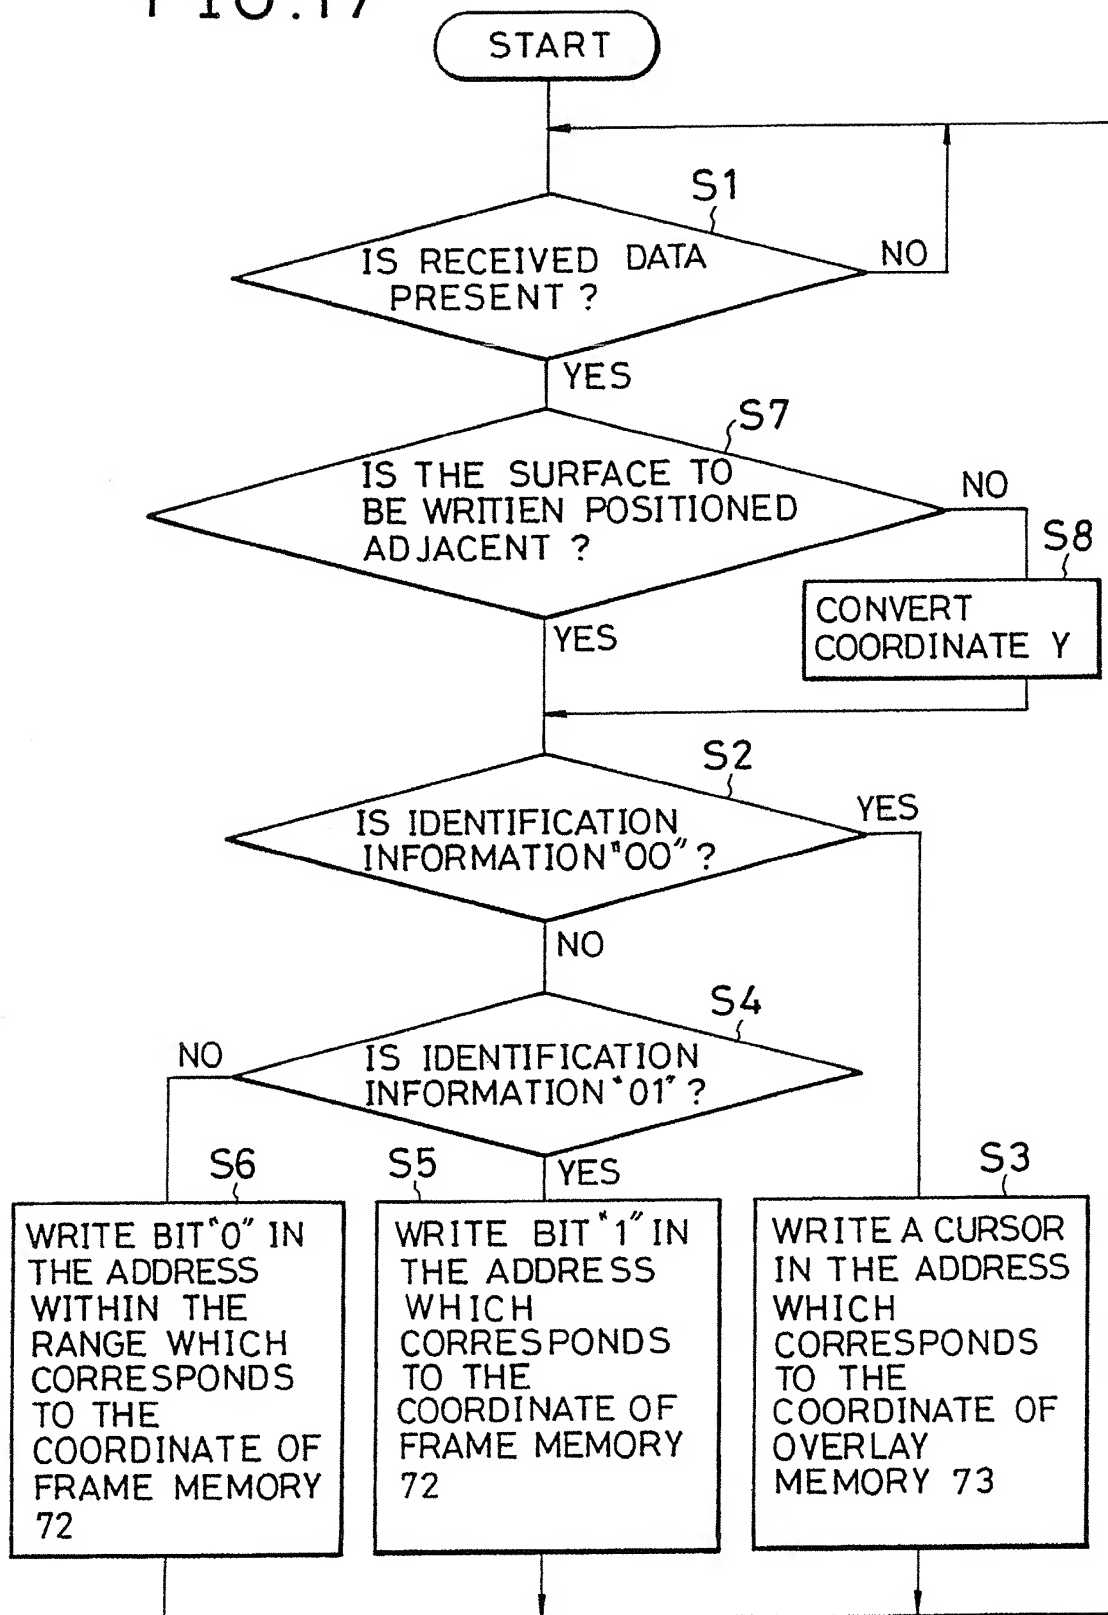 FIG.17
START
S1
IS RECEIVED DATA
PRESENT ?
NO
YES
S7
IS THE SURFACE TO
BE WRITIEN POSITIONED
ADJACENT ?
NO
S8
CONVERT
COORDINATE Y
YES
S2
IS IDENTIFICATION
INFORMATION "00" ?
YES
NO
S4
IS IDENTIFICATION
INFORMATION "01" ?
NO
YES
S6
WRITE BIT "0" IN
THE ADDRESS
WITHIN THE
RANGE WHICH
CORRESPONDS
TO THE
COORDINATE OF
FRAME MEMORY
72
S5
WRITE BIT "1" IN
THE ADDRESS
WHICH
CORRESPONDS
TO THE
COORDINATE OF
FRAME MEMORY
72
S3
WRITE A CURSOR
IN THE ADDRESS
WHICH
CORRESPONDS
TO THE
COORDINATE OF
OVERLAY
MEMORY 73